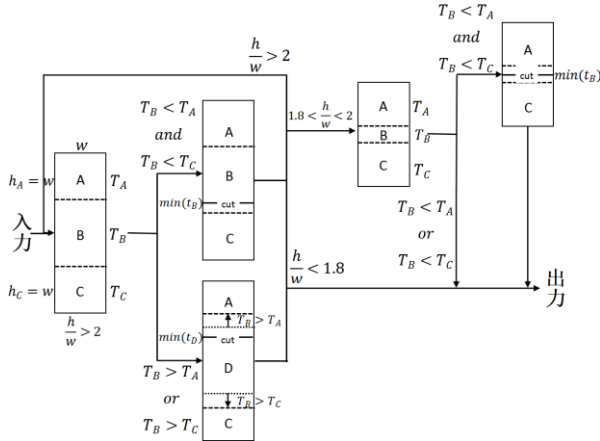 入力
w
h_A = w
A
T_A
B
T_B
h_C = w
C
T_C
h/w > 2
h/w > 2
T_B < T_A
and
T_B < T_C
A
B
min(t_B)
cut
C
T_B > T_A
or
T_B > T_C
A
T_B > T_A
min(t_D)
cut
D
T_B > T_C
C
1.8 < h/w < 2
h/w < 1.8
A
T_A
B
T_B
C
T_C
T_B < T_A
and
T_B < T_C
A
cut
min(t_B)
C
T_B < T_A
or
T_B < T_C
出力